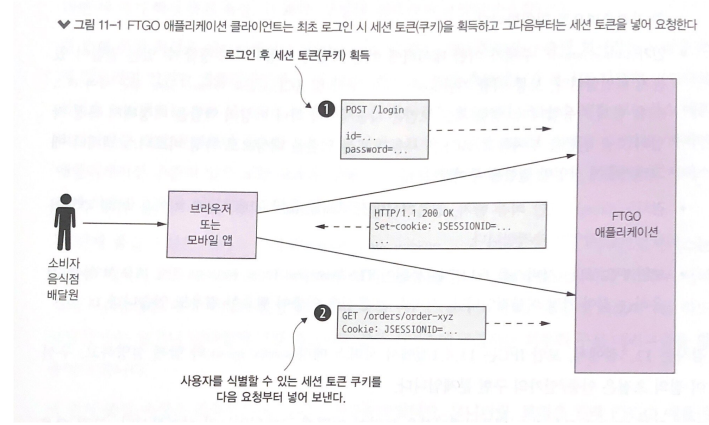 ❤ 그림 11-1 FTGO 애플리케이션 클라이언트는 최초 로그인 시 세션 토큰(쿠키)을 획득하고 그다음부터는 세션 토큰을 넣어 요청한다
로그인 후 세션 토큰(쿠키) 획득
1
POST /login
id=...
password=...
브라우저
또는
모바일 앱
HTTP/1.1 200 OK
Set-cookie: JSESSIONID=...
...
FTGO
애플리케이션
소비자
음식점
배달원
2
GET /orders/order-xyz
Cookie: JSESSIONID=...
사용자를 식별할 수 있는 세션 토큰 쿠키를
다음 요청부터 넣어 보낸다.